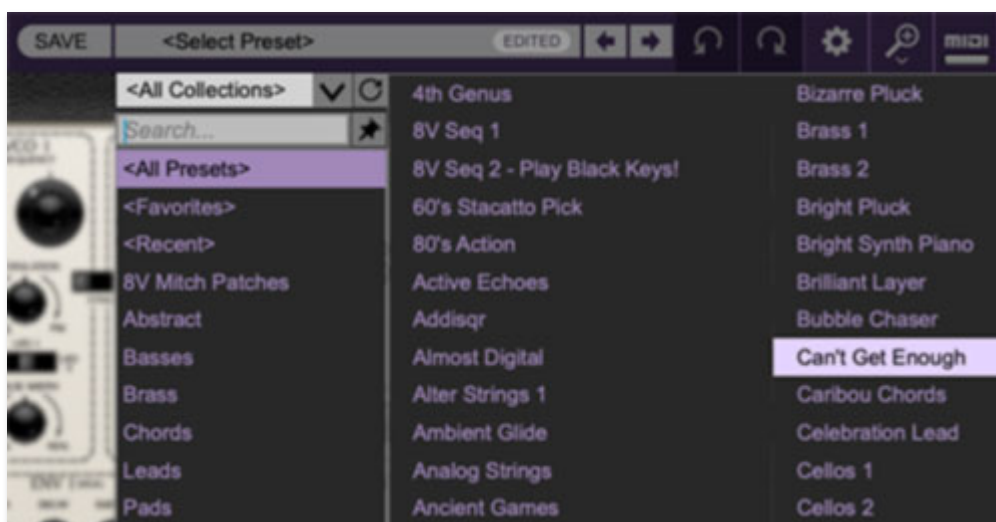 SAVE
<Select Preset>
EDITED
MIDI
<All Collections>
Search...
<All Presets>
<Favorites>
<Recent>
8V Mitch Patches
Abstract
Basses
Brass
Chords
Leads
Pads
4th Genus
8V Seq 1
8V Seq 2 - Play Black Keys!
60's Stacatto Pick
80's Action
Active Echoes
Addisqr
Almost Digital
Alter Strings 1
Ambient Glide
Analog Strings
Ancient Games
Bizarre Pluck
Brass 1
Brass 2
Bright Pluck
Bright Synth Piano
Brilliant Layer
Bubble Chaser
Can't Get Enough
Caribou Chords
Celebration Lead
Cellos 1
Cellos 2
VCO 1
ENV